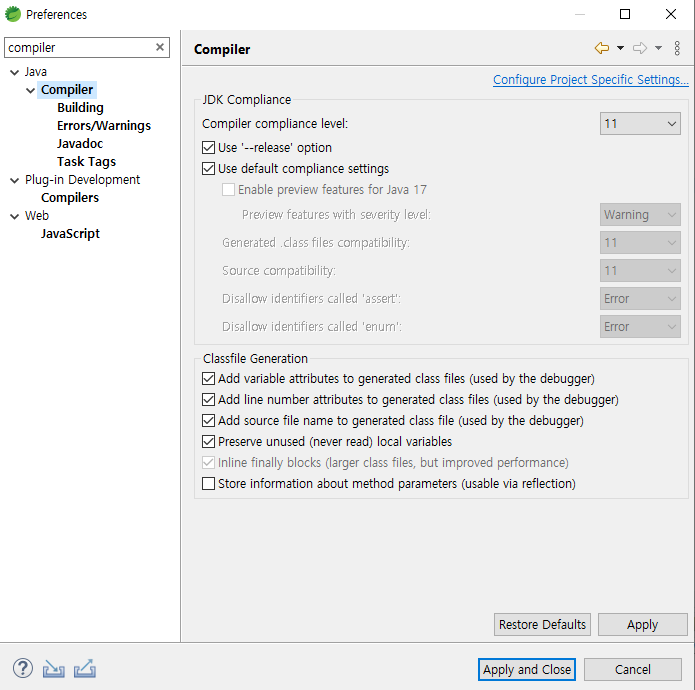 Preferences
compiler
Java
Compiler
Building
Errors/Warnings
Javadoc
Task Tags
Plug-in Development
Compilers
Web
JavaScript
Compiler
Configure Project Specific Settings...
JDK Compliance
Compiler compliance level: 11
Use '--release' option
Use default compliance settings
Enable preview features for Java 17
Preview features with severity level: Warning
Generated .class files compatibility: 11
Source compatibility: 11
Disallow identifiers called 'assert': Error
Disallow identifiers called 'enum': Error
Classfile Generation
Add variable attributes to generated class files (used by the debugger)
Add line number attributes to generated class files (used by the debugger)
Add source file name to generated class file (used by the debugger)
Preserve unused (never read) local variables
Inline finally blocks (larger class files, but improved performance)
Store information about method parameters (usable via reflection)
Restore Defaults Apply
? Apply and Close Cancel